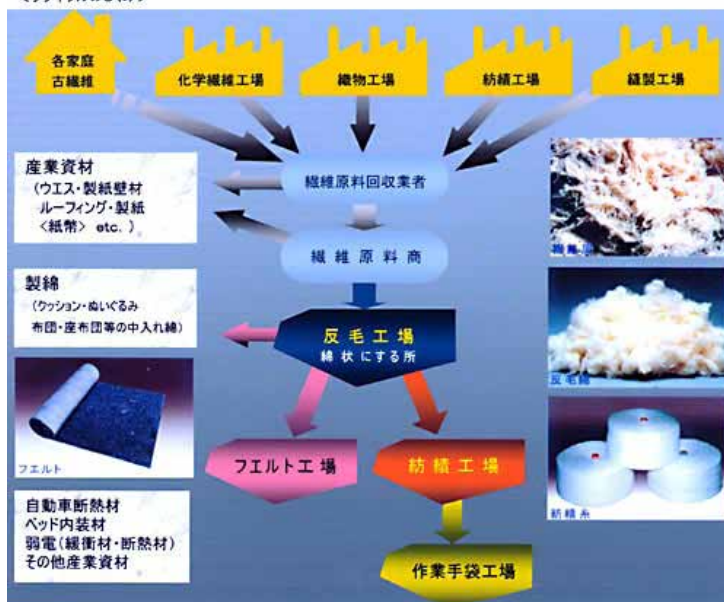 各家庭
古繊維
化学繊維工場
織物工場
紡績工場
縫製工場
繊維原料回収業者
産業資材
(ウエス・製紙壁材
ルーフィング・製紙
<紙幣> etc. )
繊維原料商
製綿
(クッション・ぬいぐるみ
布団・座布団等の中入れ綿)
反毛工場
綿状にする所
反毛綿
フエルト
フエルト工場
紡績工場
紡績糸
自動車断熱材
ベッド内装材
弱電(緩衝材・断熱材)
その他産業資材
作業手袋工場